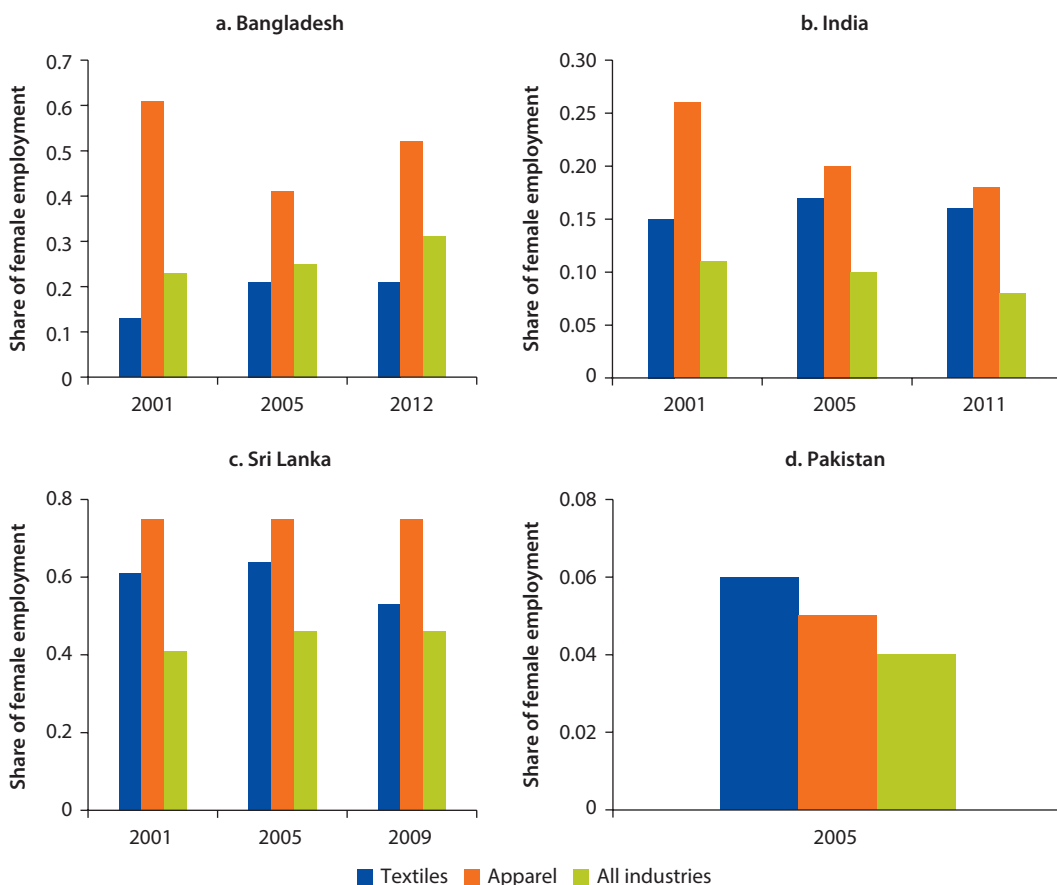 a. Bangladesh
Share of female employment
0.7
0.6
0.5
0.4
0.3
0.2
0.1
0
2001 2005 2012
b. India
Share of female employment
0.30
0.25
0.20
0.15
0.10
0.05
0
2001 2005 2011
c. Sri Lanka
Share of female employment
0.8
0.6
0.4
0.2
0
2001 2005 2009
d. Pakistan
Share of female employment
0.08
0.06
0.04
0.02
0
2005
Textiles Apparel All industries